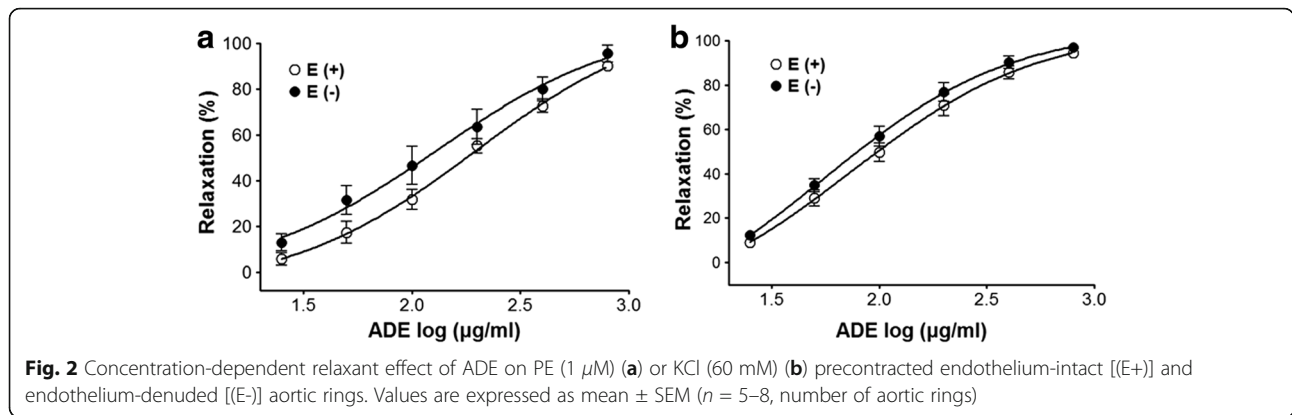 a
b
100
80
60
40
20
0
Relaxation (%)
E (+)
E (-)
1.5 2.0 2.5 3.0
ADE log (µg/ml)
100
80
60
40
20
0
Relaxation (%)
E (+)
E (-)
1.5 2.0 2.5 3.0
ADE log (µg/ml)
Fig. 2 Concentration-dependent relaxant effect of ADE on PE (1 µM) (a) or KCl (60 mM) (b) precontracted endothelium-intact [(E+)] and
endothelium-denuded [(E-)] aortic rings. Values are expressed as mean ± SEM (n = 5–8, number of aortic rings)